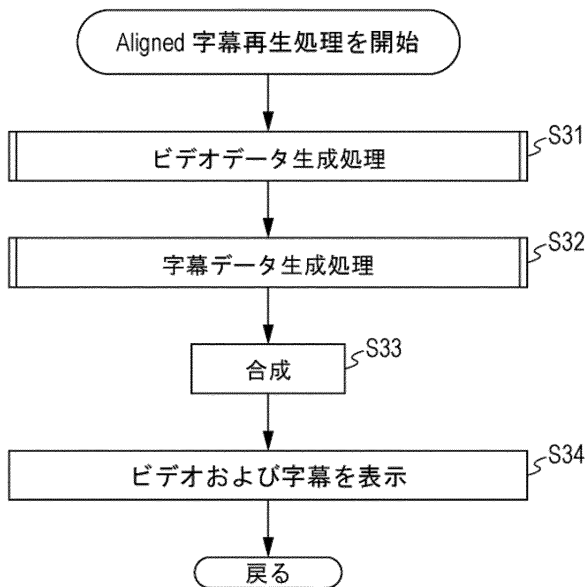 Aligned 字幕再生処理を開始
ビデオデータ生成処理
S31
字幕データ生成処理
S32
合成
S33
ビデオおよび字幕を表示
S34
戻る